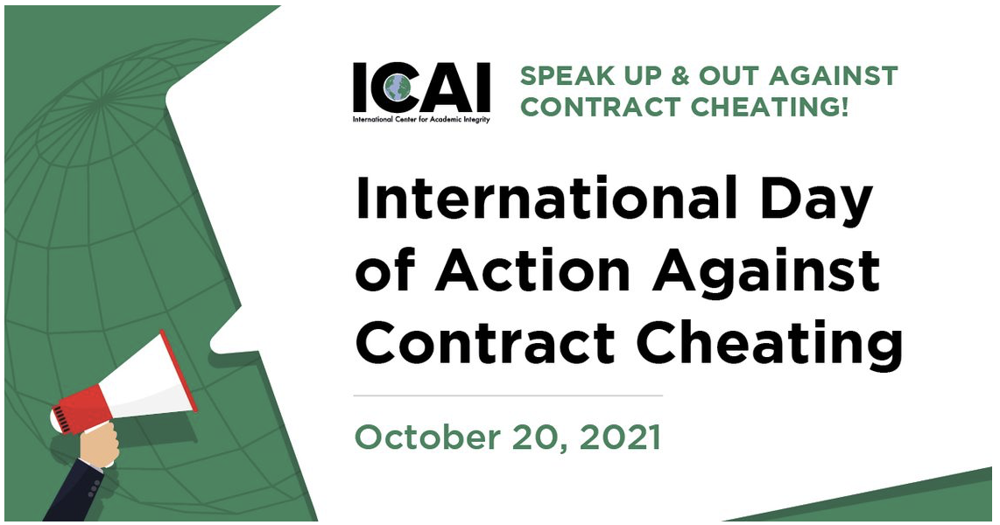 ICAI
International Center for Academic Integrity
SPEAK UP & OUT AGAINST
CONTRACT CHEATING!
International Day
of Action Against
Contract Cheating
October 20, 2021